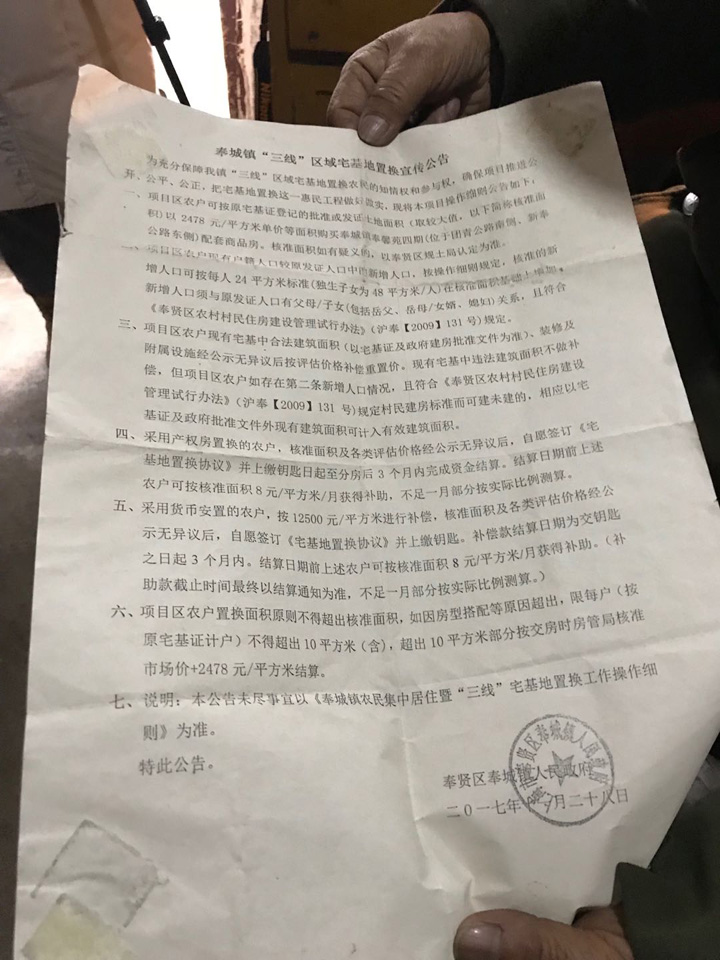 奉城镇“三线”区域宅基地置换宣传公告
为充分保障我镇“三线”区域宅基地置换农民的知情权和参与权，确保项目推进公
开、公平、公正，把宅基地置换这一惠民工程做好做实，现将本项目操作细则公告如下：
一、项目区农户可按原宅基证登记的批准或发证土地面积（取较大值，以下简称核准面
积）以 2478 元/平方米单价等面积购买奉城镇奉馨苑四期（位于团青公路南侧、新奉
公路东侧）配套商品房。核准面积如有疑义的，以奉贤区规土局认定为准。
二、项目区农户现有户籍人口较原发证人口中的新增人口，按操作细则规定，核准的新
增人口可按每人 24 平方米标准（独生子女为 48 平方米/人）在核准面积基础上增加，
新增人口须与原发证人口有父母/子女（包括岳父、岳母/女婿、媳妇）关系，且符合
《奉贤区农村村民住房建设管理试行办法》（沪奉【2009】131 号）规定。
三、项目区农户现有宅基中合法建筑面积（以宅基证及政府建房批准文件为准）、装修及
附属设施经公示无异议后按评估价格补偿重置价。现有宅基中违法建筑面积不做补
偿，但项目区农户如存在第二条新增人口情况，且符合《奉贤区农村村民住房建设
管理试行办法》（沪奉【2009】131 号）规定村民建房标准而可建未建的，相应以宅
基证及政府批准文件外现有建筑面积可计入有效建筑面积。
四、采用产权房置换的农户，核准面积及各类评估价格经公示无异议后，自愿签订《宅
基地置换协议》并上缴钥匙日起至分房后 3 个月内完成资金结算。结算日期前上述
农户可按核准面积 8 元/平方米/月获得补助，不足一月部分按实际比例测算。
五、采用货币安置的农户，按 12500 元/平方米进行补偿，核准面积及各类评估价格经公
示无异议后，自愿签订《宅基地置换协议》并上缴钥匙。补偿款结算日期为交钥匙
之日起 3 个月内。结算日期前上述农户可按核准面积 8 元/平方米/月获得补助。（补
助款截止时间最终以结算通知为准，不足一月部分按实际比例测算。）
六、项目区农户置换面积原则不得超出核准面积，如因房型搭配等原因超出，限每户（按
原宅基证计户）不得超出 10 平方米（含），超出 10 平方米部分按交房时房管局核准
市场价+2478 元/平方米结算。
七、说明：本公告未尽事宜以《奉城镇农民集中居住暨“三线”宅基地置换工作操作细
则》为准。
特此公告。
奉贤区奉城镇人民政府
二0一七年 月二十八日